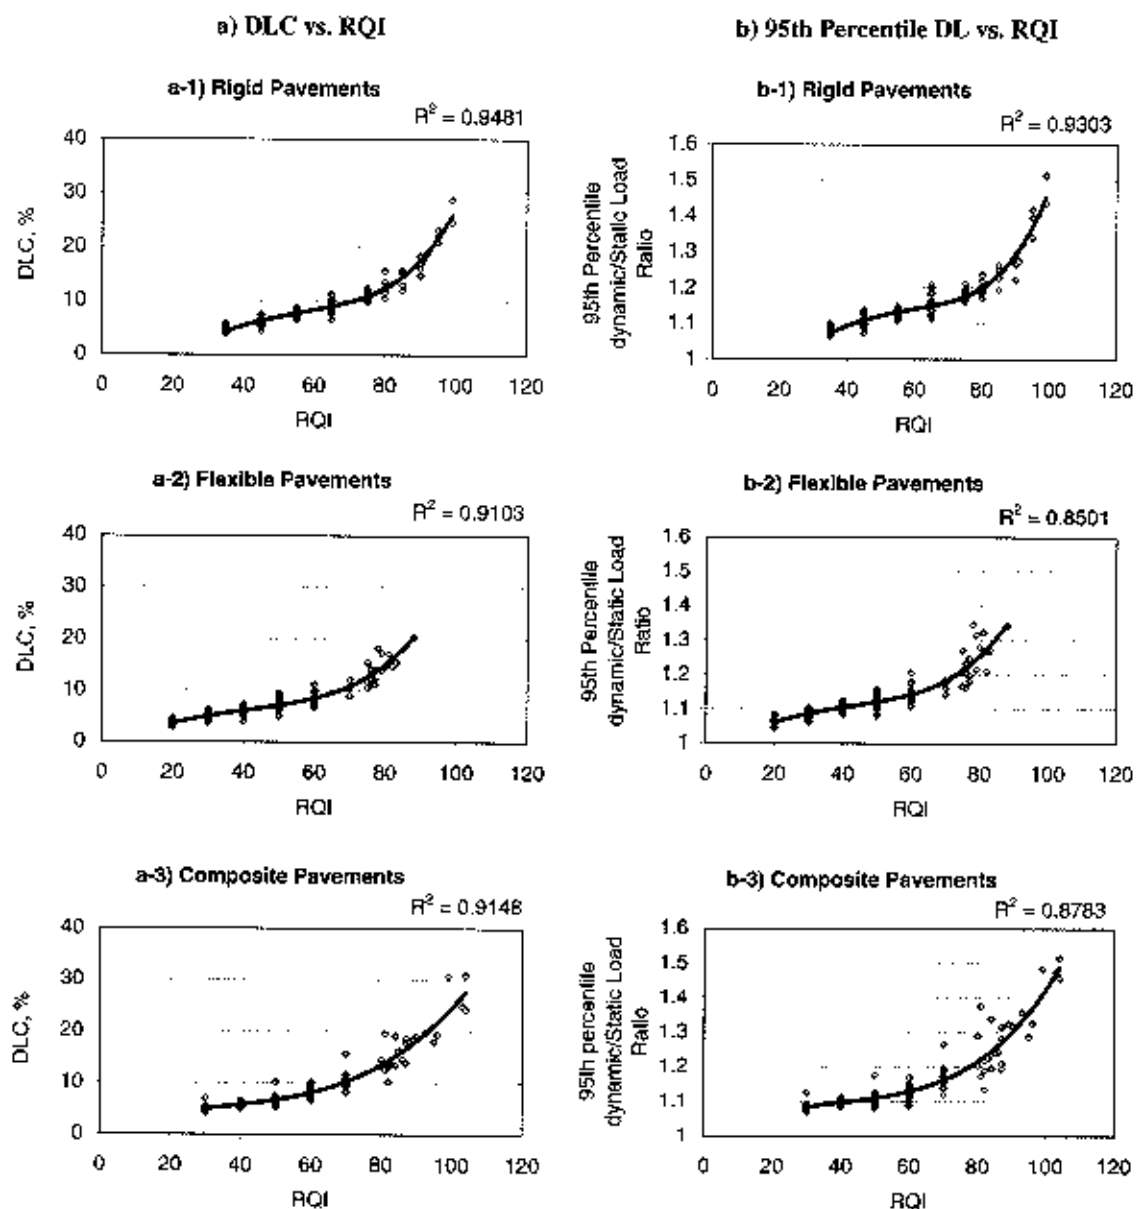 a) DLC vs. RQI
b) 95th Percentile DL vs. RQI
a-1) Rigid Pavements
R² = 0.9481
40
30
20
10
0
DLC, %
0 20 40 60 80 100 120
RQI
b-1) Rigid Pavements
R² = 0.9303
1.6
1.5
1.4
1.3
1.2
1.1
1
95th Percentile
dynamic/Static Load
Ratio
0 20 40 60 80 100 120
RQI
a-2) Flexible Pavements
R² = 0.9103
40
30
20
10
0
DLC, %
0 20 40 60 80 100 120
RQI
b-2) Flexible Pavements
R² = 0.8501
1.6
1.5
1.4
1.3
1.2
1.1
1
95th Percentile
dynamic/Static Load
Ratio
0 20 40 60 80 100 120
RQI
a-3) Composite Pavements
R² = 0.9148
40
30
20
10
0
DLC, %
0 20 40 60 80 100 120
RQI
b-3) Composite Pavements
R² = 0.8783
1.6
1.5
1.4
1.3
1.2
1.1
1
95th percentile
dynamic/Static Load
Ratio
0 20 40 60 80 100 120
RQI